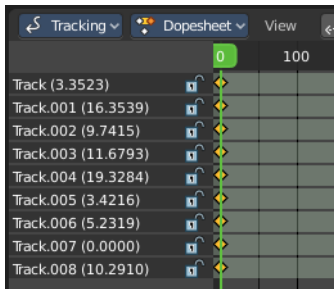 Tracking Dopesheet View
0 100
Track (3.3523)
Track.001 (16.3539)
Track.002 (9.7415)
Track.003 (11.6793)
Track.004 (19.3284)
Track.005 (3.4216)
Track.006 (5.2319)
Track.007 (0.0000)
Track.008 (10.2910)